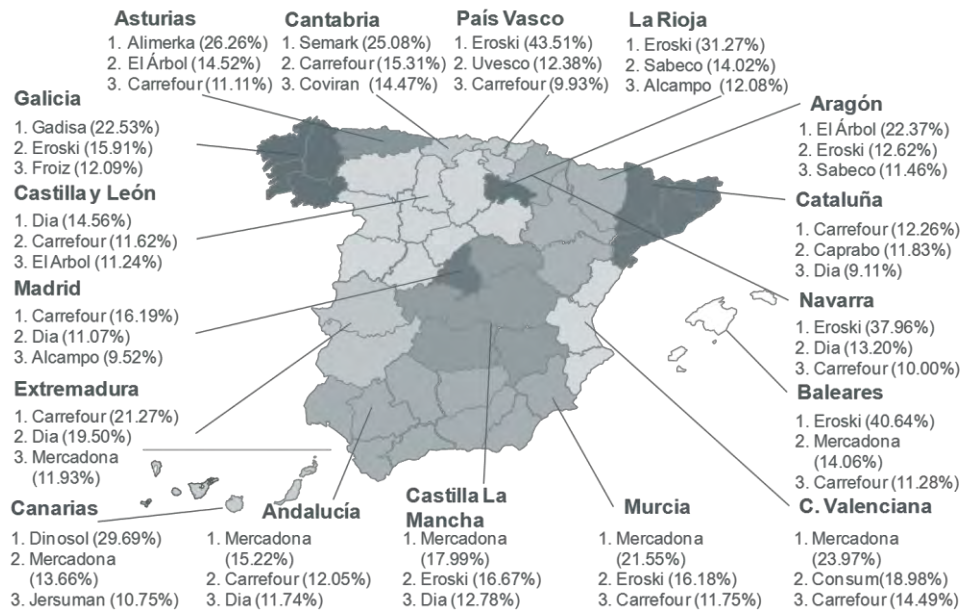 Asturias
1. Alimerka (26.26%)
2. El Árbol (14.52%)
3. Carrefour (11.11%)
Cantabria
1. Semark (25.08%)
2. Carrefour (15.31%)
3. Coviran (14.47%)
País Vasco
1. Eroski (43.51%)
2. Uvesco (12.38%)
3. Carrefour (9.93%)
La Rioja
1. Eroski (31.27%)
2. Sabeco (14.02%)
3. Alcampo (12.08%)
Galicia
1. Gadisa (22.53%)
2. Eroski (15.91%)
3. Froiz (12.09%)
Aragón
1. El Árbol (22.37%)
2. Eroski (12.62%)
3. Sabeco (11.46%)
Castilla y León
1. Dia (14.56%)
2. Carrefour (11.62%)
3. El Arbol (11.24%)
Cataluña
1. Carrefour (12.26%)
2. Caprabo (11.83%)
3. Dia (9.11%)
Madrid
1. Carrefour (16.19%)
2. Dia (11.07%)
3. Alcampo (9.52%)
Navarra
1. Eroski (37.96%)
2. Dia (13.20%)
3. Carrefour (10.00%)
Extremadura
1. Carrefour (21.27%)
2. Dia (19.50%)
3. Mercadona
(11.93%)
Baleares
1. Eroski (40.64%)
2. Mercadona
(14.06%)
3. Carrefour (11.28%)
Canarias
1. Dinosol (29.69%)
2. Mercadona
(13.66%)
3. Jersuman (10.75%)
Andalucía
1. Mercadona
(15.22%)
2. Carrefour (12.05%)
3. Dia (11.74%)
Castilla La
Mancha
1. Mercadona
(17.99%)
2. Eroski (16.67%)
3. Dia (12.78%)
Murcia
1. Mercadona
(21.55%)
2. Eroski (16.18%)
3. Carrefour (11.75%)
C. Valenciana
1. Mercadona
(23.97%)
2. Consum (18.98%)
3. Carrefour (14.49%)